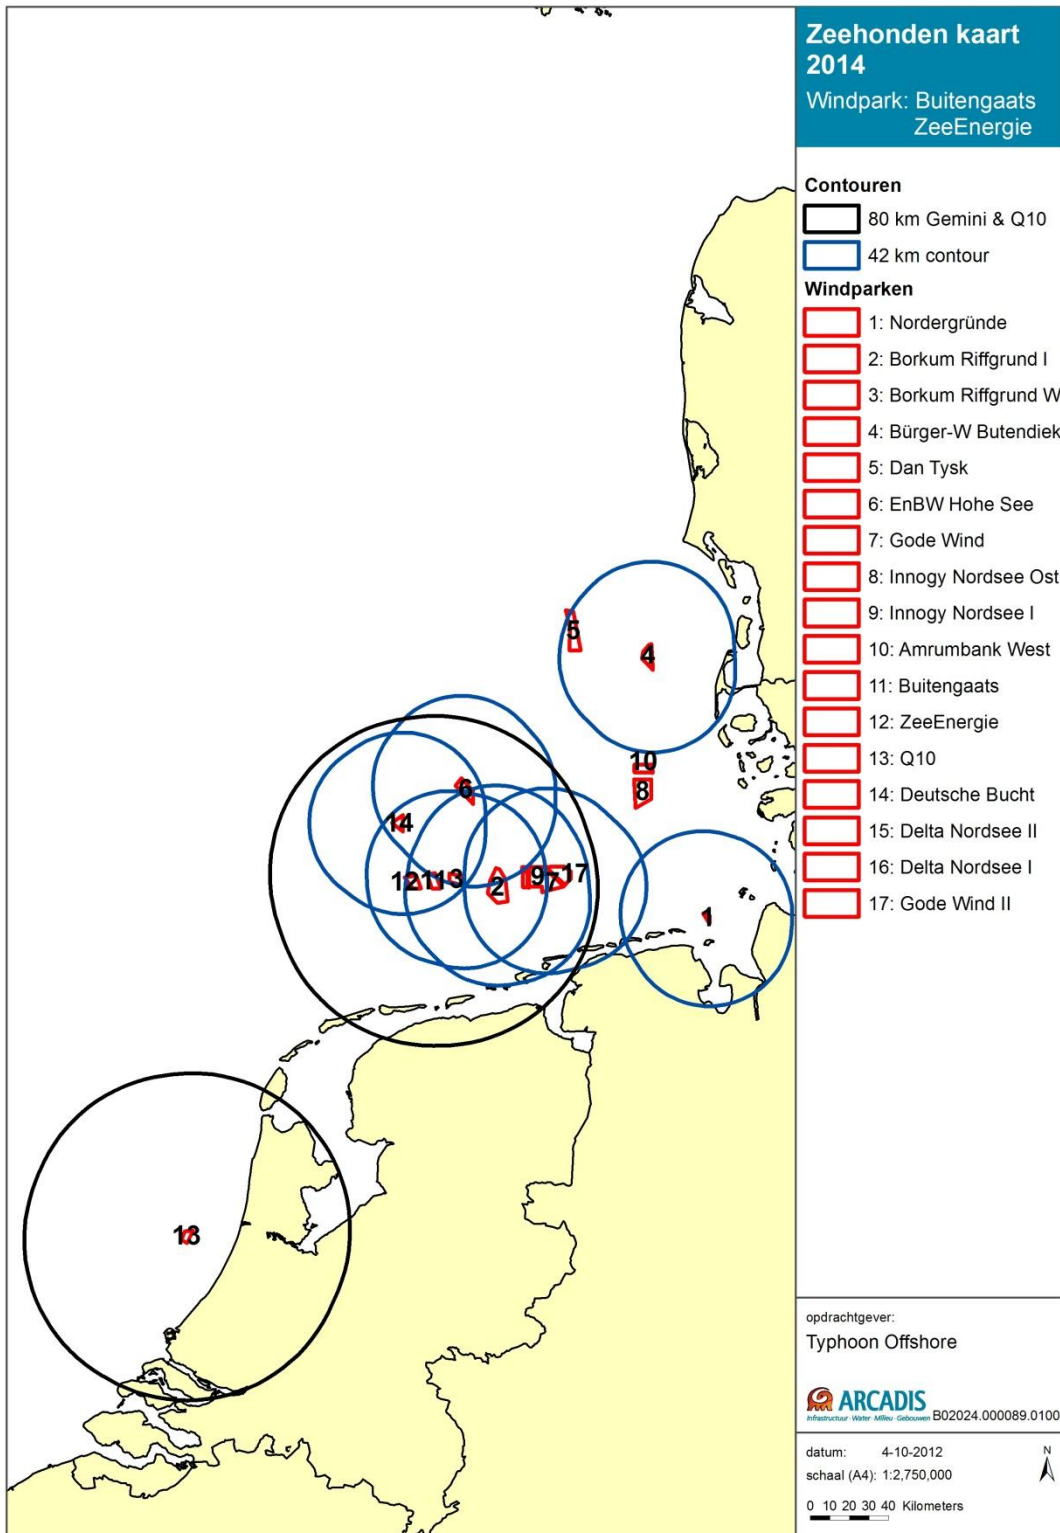 Zeehonden kaart
2014
Windpark: Buitengaats
ZeeEnergie
Contouren
80 km Gemini & Q10
42 km contour
Windparken
1: Nordergründe
2: Borkum Riffgrund I
3: Borkum Riffgrund W
4: Bürger-W Butendiek
5: Dan Tysk
6: EnBW Hohe See
7: Gode Wind
8: Innogy Nordsee Ost
9: Innogy Nordsee I
10: Amrumbank West
11: Buitengaats
12: ZeeEnergie
13: Q10
14: Deutsche Bucht
15: Delta Nordsee II
16: Delta Nordsee I
17: Gode Wind II
5
4
10
6
8
14
12 11 3 2 9 7 17
1
13
opdrachtgever:
Typhoon Offshore
ARCADIS
Infrastructuur · Water · Milieu · Gebouwen B02024.000089.0100
datum: 4-10-2012
N
schaal (A4): 1:2,750,000
0 10 20 30 40 Kilometers